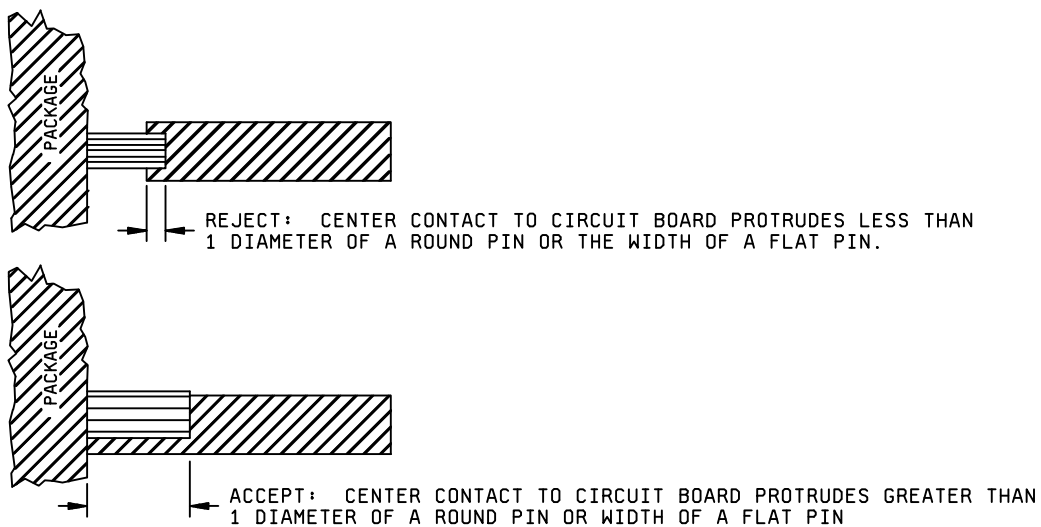 PACKAGE
REJECT: CENTER CONTACT TO CIRCUIT BOARD PROTRUDES LESS THAN
1 DIAMETER OF A ROUND PIN OR THE WIDTH OF A FLAT PIN.
PACKAGE
ACCEPT: CENTER CONTACT TO CIRCUIT BOARD PROTRUDES GREATER THAN
1 DIAMETER OF A ROUND PIN OR WIDTH OF A FLAT PIN